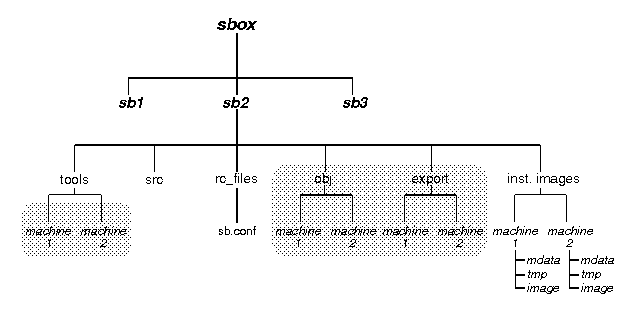 sbox
sb1 sb2 sb3
tools src rc_files obj export inst. images
machine machine sb.conf machine machine machine machine machine machine
1 2 1 2 1 2 1 2
mdata mdata
tmp tmp
image image